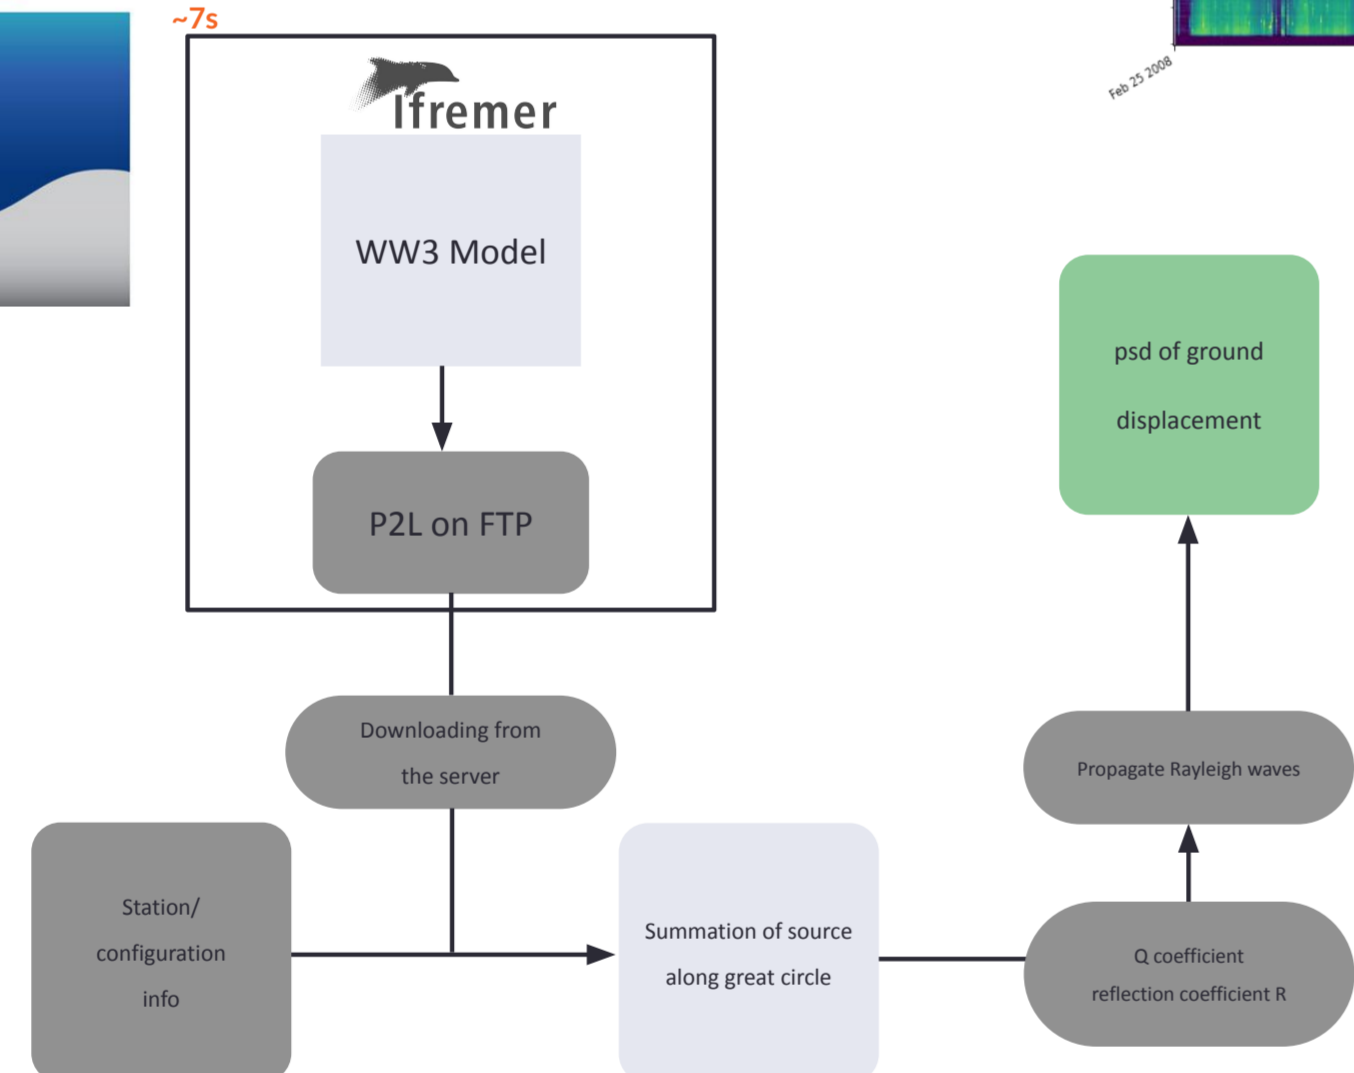 ~7s
Feb 25 2008
Ifremer
WW3 Model
P2L on FTP
Downloading from
the server
Station/
configuration
info
Summation of source
along great circle
Q coefficient
reflection coefficient R
Propagate Rayleigh waves
psd of ground
displacement